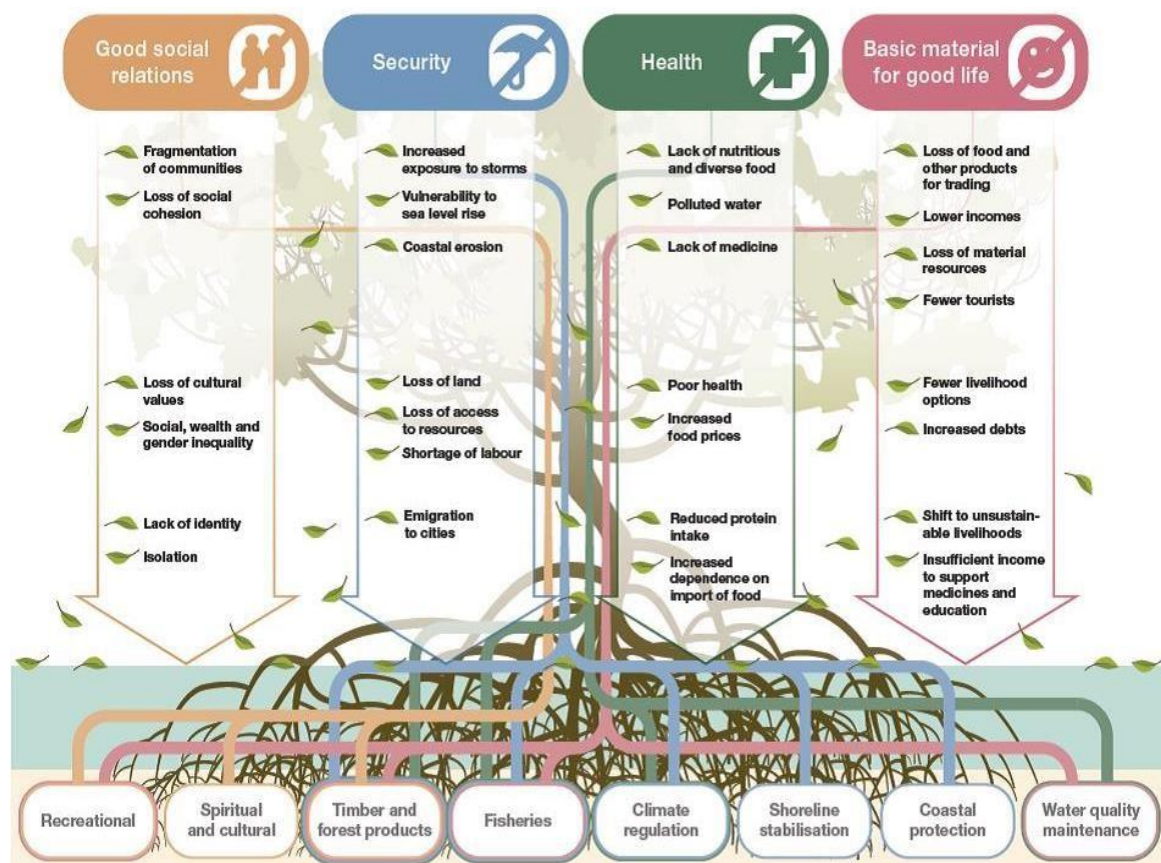 Good social
relations
Security
Health
Basic material
for good life
Fragmentation
of communities
Loss of social
cohesion
Loss of cultural
values
Social, wealth and
gender inequality
Lack of identity
Isolation
Increased
exposure to storms
Vulnerability to
sea level rise
Coastal erosion
Loss of land
Loss of access
to resources
Shortage of labour
Emigration
to cities
Lack of nutritious
and diverse food
Polluted water
Lack of medicine
Poor health
Increased
food prices
Reduced protein
intake
Increased
dependence on
import of food
Loss of food and
other products
for trading
Lower incomes
Loss of material
resources
Fewer tourists
Fewer livelihood
options
Increased debts
Shift to unsustain-
able livelihoods
Insufficient income
to support
medicines and
education
Recreational
Spiritual
and cultural
Timber and
forest products
Fisheries
Climate
regulation
Shoreline
stabilisation
Coastal
protection
Water quality
maintenance